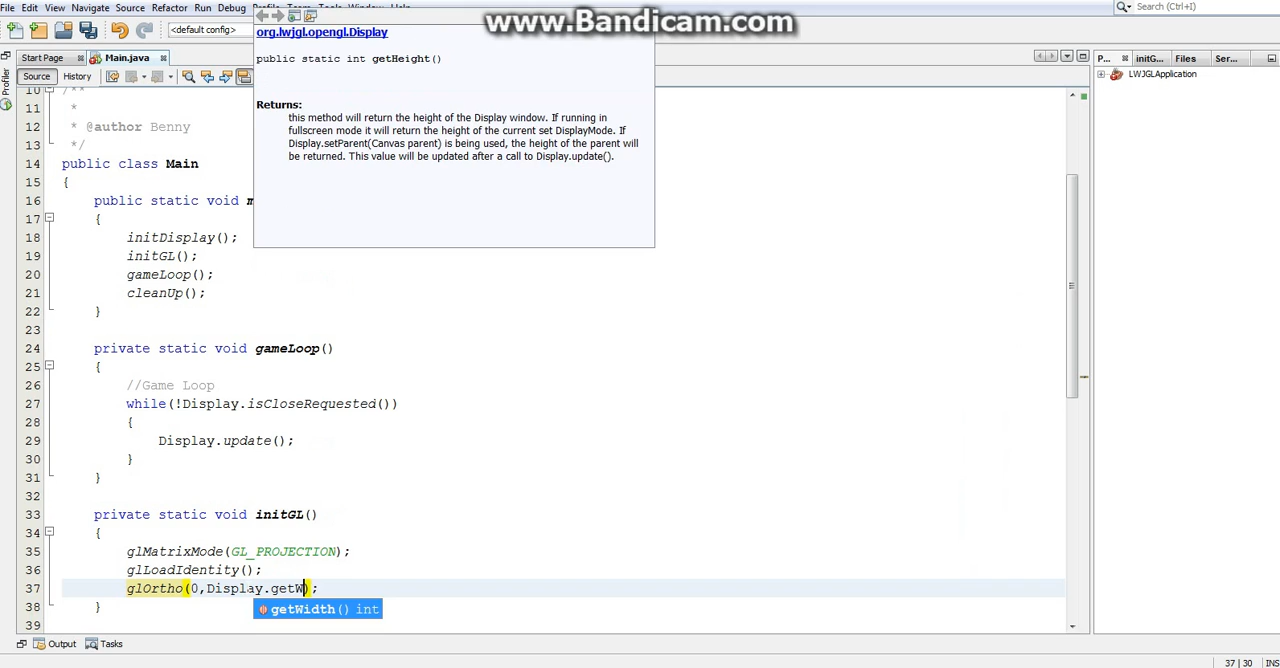 www.Bandicam.com
File Edit View Navigate Source Refactor Run Debug
Search (Ctrl+I)
<default config>
org.lwjgl.opengl.Display
public static int getHeight()
Returns:
this method will return the height of the Display window. If running in
fullscreen mode it will return the height of the current set DisplayMode. If
Display.setParent(Canvas parent) is being used, the height of the parent will
be returned. This value will be updated after a call to Display.update().
Start Page Main.java
Source History
P... initG... Files Ser...
LWJGLApplication
Profiler
10 /**
11 *
12 * @author Benny
13 */
14 public class Main
15 {
16 public static void m
17 {
18 initDisplay();
19 initGL();
20 gameLoop();
21 cleanUp();
22 }
23
24 private static void gameLoop()
25 {
26 //Game Loop
27 while(!Display.isCloseRequested())
28 {
29 Display.update();
30 }
31 }
32
33 private static void initGL()
34 {
35 glMatrixMode(GL_PROJECTION);
36 glLoadIdentity();
37 glOrtho(0,Display.getW);
38 }
getWidth() int
39
Output Tasks
37 | 30 INS